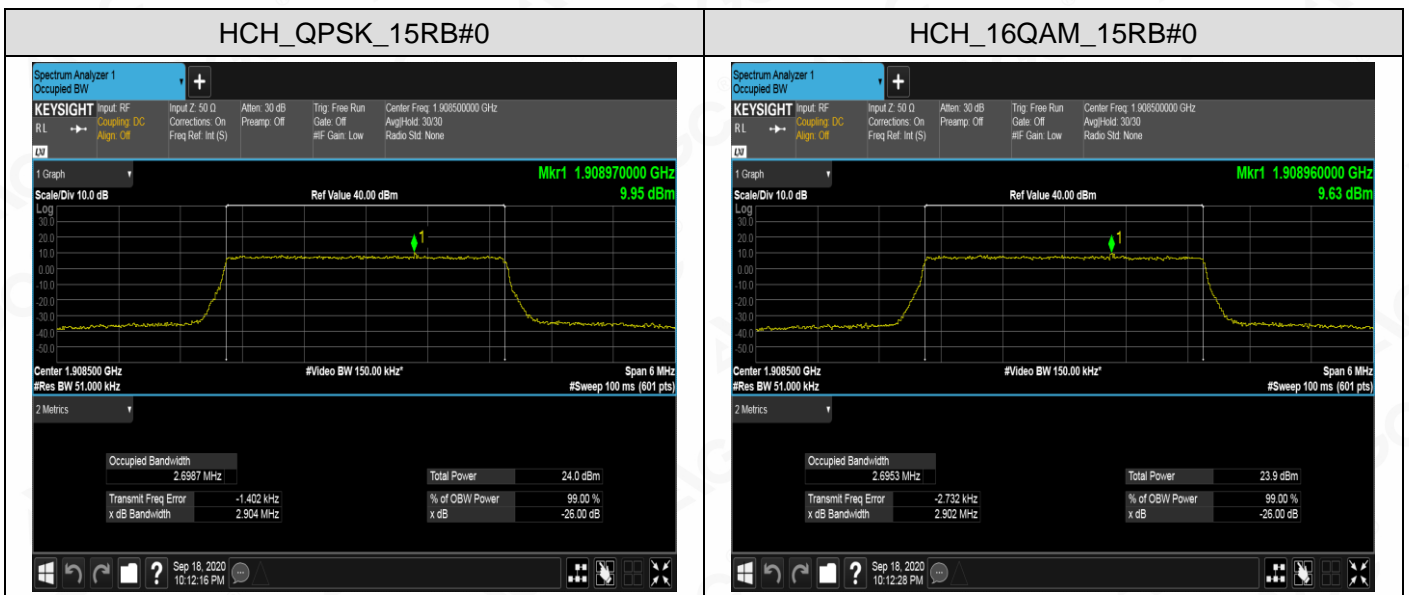 HCH_QPSK_15RB#0
Spectrum Analyzer 1
Occupied BW
+
KEYSIGHT Input: RF Input Z: 50 Ω Atten: 30 dB Trig: Free Run Center Freq: 1.908500000 GHz
Coupling: DC Corrections: On Preamp: Off Gate: Off Avg|Hold: 30/30
RL Align: Off Freq Ref: Int (S) #IF Gain: Low Radio Std: None
LXI
1 Graph
Mkr1 1.908970000 GHz
Scale/Div 10.0 dB Ref Value 40.00 dBm 9.95 dBm
Log
30.0
20.0
10.0
0.00
-10.0
-20.0
-30.0
-40.0
-50.0
1
Center 1.908500 GHz #Video BW 150.00 kHz* Span 6 MHz
#Res BW 51.000 kHz #Sweep 100 ms (601 pts)
2 Metrics
Occupied Bandwidth
2.6987 MHz Total Power 24.0 dBm
Transmit Freq Error -1.402 kHz % of OBW Power 99.00 %
x dB Bandwidth 2.904 MHz x dB -26.00 dB
? Sep 18, 2020
10:12:16 PM
HCH_16QAM_15RB#0
Spectrum Analyzer 1
Occupied BW
+
KEYSIGHT Input: RF Input Z: 50 Ω Atten: 30 dB Trig: Free Run Center Freq: 1.908500000 GHz
Coupling: DC Corrections: On Preamp: Off Gate: Off Avg|Hold: 30/30
RL Align: Off Freq Ref: Int (S) #IF Gain: Low Radio Std: None
LXI
1 Graph
Mkr1 1.908960000 GHz
Scale/Div 10.0 dB Ref Value 40.00 dBm 9.63 dBm
Log
30.0
20.0
10.0
0.00
-10.0
-20.0
-30.0
-40.0
-50.0
1
Center 1.908500 GHz #Video BW 150.00 kHz* Span 6 MHz
#Res BW 51.000 kHz #Sweep 100 ms (601 pts)
2 Metrics
Occupied Bandwidth
2.6953 MHz Total Power 23.9 dBm
Transmit Freq Error -2.732 kHz % of OBW Power 99.00 %
x dB Bandwidth 2.902 MHz x dB -26.00 dB
? Sep 18, 2020
10:12:28 PM